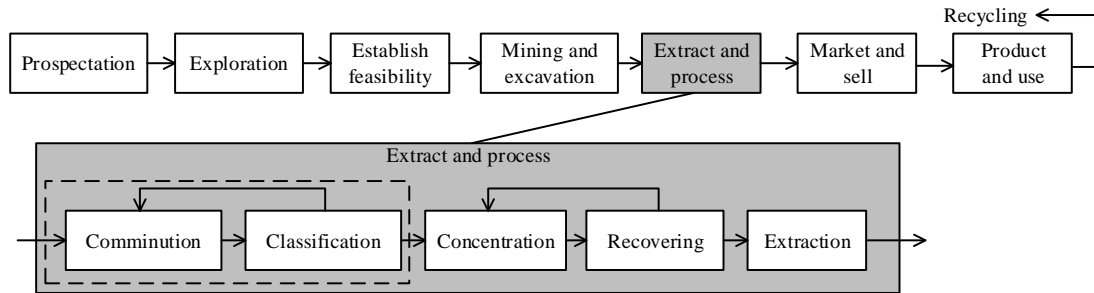 Recycling
Prospectation
Exploration
Establish
feasibility
Mining and
excavation
Extract and
process
Market and
sell
Product
and use
Extract and process
Comminution
Classification
Concentration
Recovering
Extraction